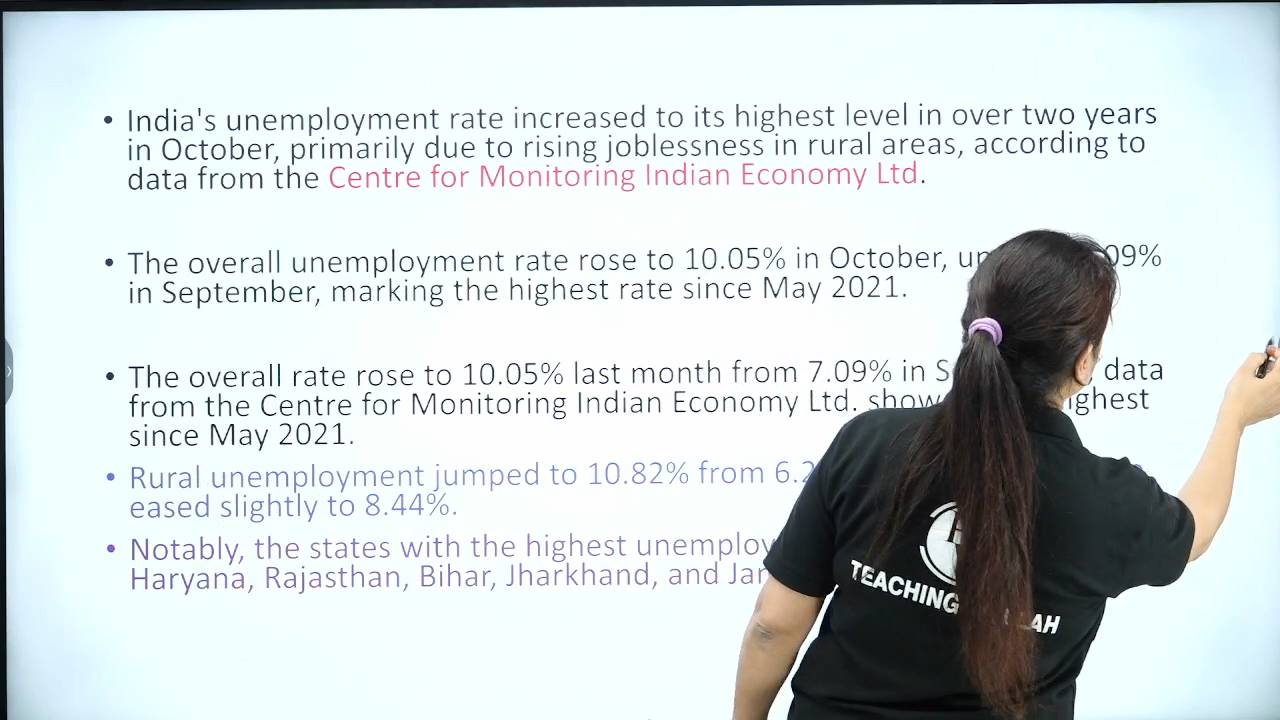 • India's unemployment rate increased to its highest level in over two years
in October, primarily due to rising joblessness in rural areas, according to
data from the Centre for Monitoring Indian Economy Ltd.
• The overall unemployment rate rose to 10.05% in October, 09%
in September, marking the highest rate since May 2021.
• The overall rate rose to 10.05% last month from 7.09% in data
from the Centre for Monitoring Indian Economy Ltd.
since May 2021.
• Rural unemployment jumped to 10.82% from
eased slightly to 8.44%.
• Notably, the states with the highest
Haryana, Rajasthan, Bihar, Jharkhand, and
TEACHING